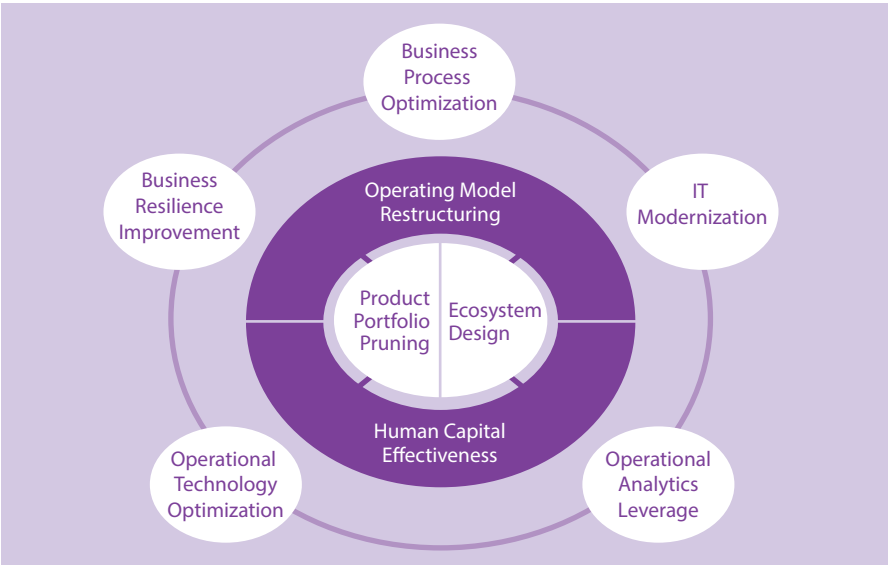 Business
Process
Optimization
Business
Resilience
Improvement
IT
Modernization
Operating Model
Restructuring
Product
Portfolio
Pruning
Ecosystem
Design
Human Capital
Effectiveness
Operational
Technology
Optimization
Operational
Analytics
Leverage